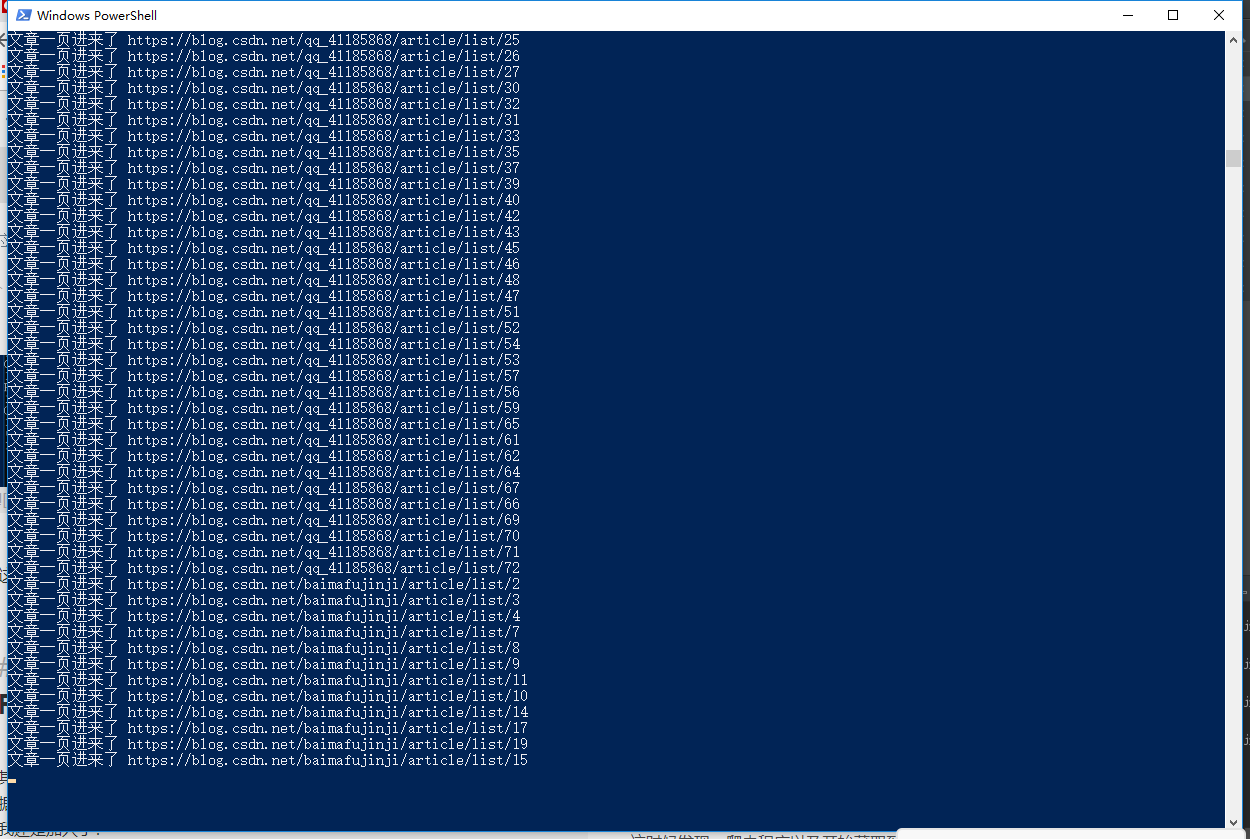 Windows PowerShell
文章一页进来了 https://blog.csdn.net/qq_41185868/article/list/25
文章一页进来了 https://blog.csdn.net/qq_41185868/article/list/26
文章一页进来了 https://blog.csdn.net/qq_41185868/article/list/27
文章一页进来了 https://blog.csdn.net/qq_41185868/article/list/30
文章一页进来了 https://blog.csdn.net/qq_41185868/article/list/32
文章一页进来了 https://blog.csdn.net/qq_41185868/article/list/31
文章一页进来了 https://blog.csdn.net/qq_41185868/article/list/33
文章一页进来了 https://blog.csdn.net/qq_41185868/article/list/35
文章一页进来了 https://blog.csdn.net/qq_41185868/article/list/37
文章一页进来了 https://blog.csdn.net/qq_41185868/article/list/39
文章一页进来了 https://blog.csdn.net/qq_41185868/article/list/40
文章一页进来了 https://blog.csdn.net/qq_41185868/article/list/42
文章一页进来了 https://blog.csdn.net/qq_41185868/article/list/43
文章一页进来了 https://blog.csdn.net/qq_41185868/article/list/45
文章一页进来了 https://blog.csdn.net/qq_41185868/article/list/46
文章一页进来了 https://blog.csdn.net/qq_41185868/article/list/48
文章一页进来了 https://blog.csdn.net/qq_41185868/article/list/47
文章一页进来了 https://blog.csdn.net/qq_41185868/article/list/51
文章一页进来了 https://blog.csdn.net/qq_41185868/article/list/52
文章一页进来了 https://blog.csdn.net/qq_41185868/article/list/54
文章一页进来了 https://blog.csdn.net/qq_41185868/article/list/53
文章一页进来了 https://blog.csdn.net/qq_41185868/article/list/57
文章一页进来了 https://blog.csdn.net/qq_41185868/article/list/56
文章一页进来了 https://blog.csdn.net/qq_41185868/article/list/59
文章一页进来了 https://blog.csdn.net/qq_41185868/article/list/65
文章一页进来了 https://blog.csdn.net/qq_41185868/article/list/61
文章一页进来了 https://blog.csdn.net/qq_41185868/article/list/62
文章一页进来了 https://blog.csdn.net/qq_41185868/article/list/64
文章一页进来了 https://blog.csdn.net/qq_41185868/article/list/67
文章一页进来了 https://blog.csdn.net/qq_41185868/article/list/66
文章一页进来了 https://blog.csdn.net/qq_41185868/article/list/69
文章一页进来了 https://blog.csdn.net/qq_41185868/article/list/70
文章一页进来了 https://blog.csdn.net/qq_41185868/article/list/71
文章一页进来了 https://blog.csdn.net/qq_41185868/article/list/72
文章一页进来了 https://blog.csdn.net/baimafujinji/article/list/2
文章一页进来了 https://blog.csdn.net/baimafujinji/article/list/3
文章一页进来了 https://blog.csdn.net/baimafujinji/article/list/4
文章一页进来了 https://blog.csdn.net/baimafujinji/article/list/7
文章一页进来了 https://blog.csdn.net/baimafujinji/article/list/8
文章一页进来了 https://blog.csdn.net/baimafujinji/article/list/9
文章一页进来了 https://blog.csdn.net/baimafujinji/article/list/11
文章一页进来了 https://blog.csdn.net/baimafujinji/article/list/10
文章一页进来了 https://blog.csdn.net/baimafujinji/article/list/14
文章一页进来了 https://blog.csdn.net/baimafujinji/article/list/17
文章一页进来了 https://blog.csdn.net/baimafujinji/article/list/19
文章一页进来了 https://blog.csdn.net/baimafujinji/article/list/15